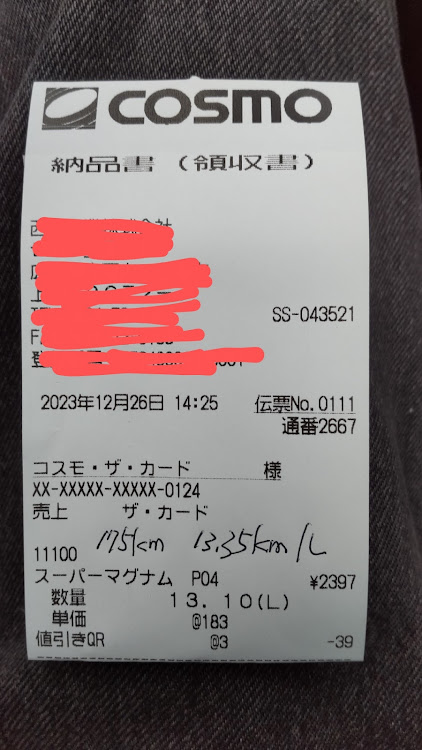 COSMO
納品書 (領収書)
SS-043521
2023年12月26日 14:25 伝票No.0111
通番2667
コスモ・ザ・カード 様
XX-XXXXX-XXXXX-0124
売上 ザ・カード
175km 13.35km/L
11100
スーパーマグナム P04 ¥2397
数量 13.10(L)
単価 @183
値引きQR @3 -39